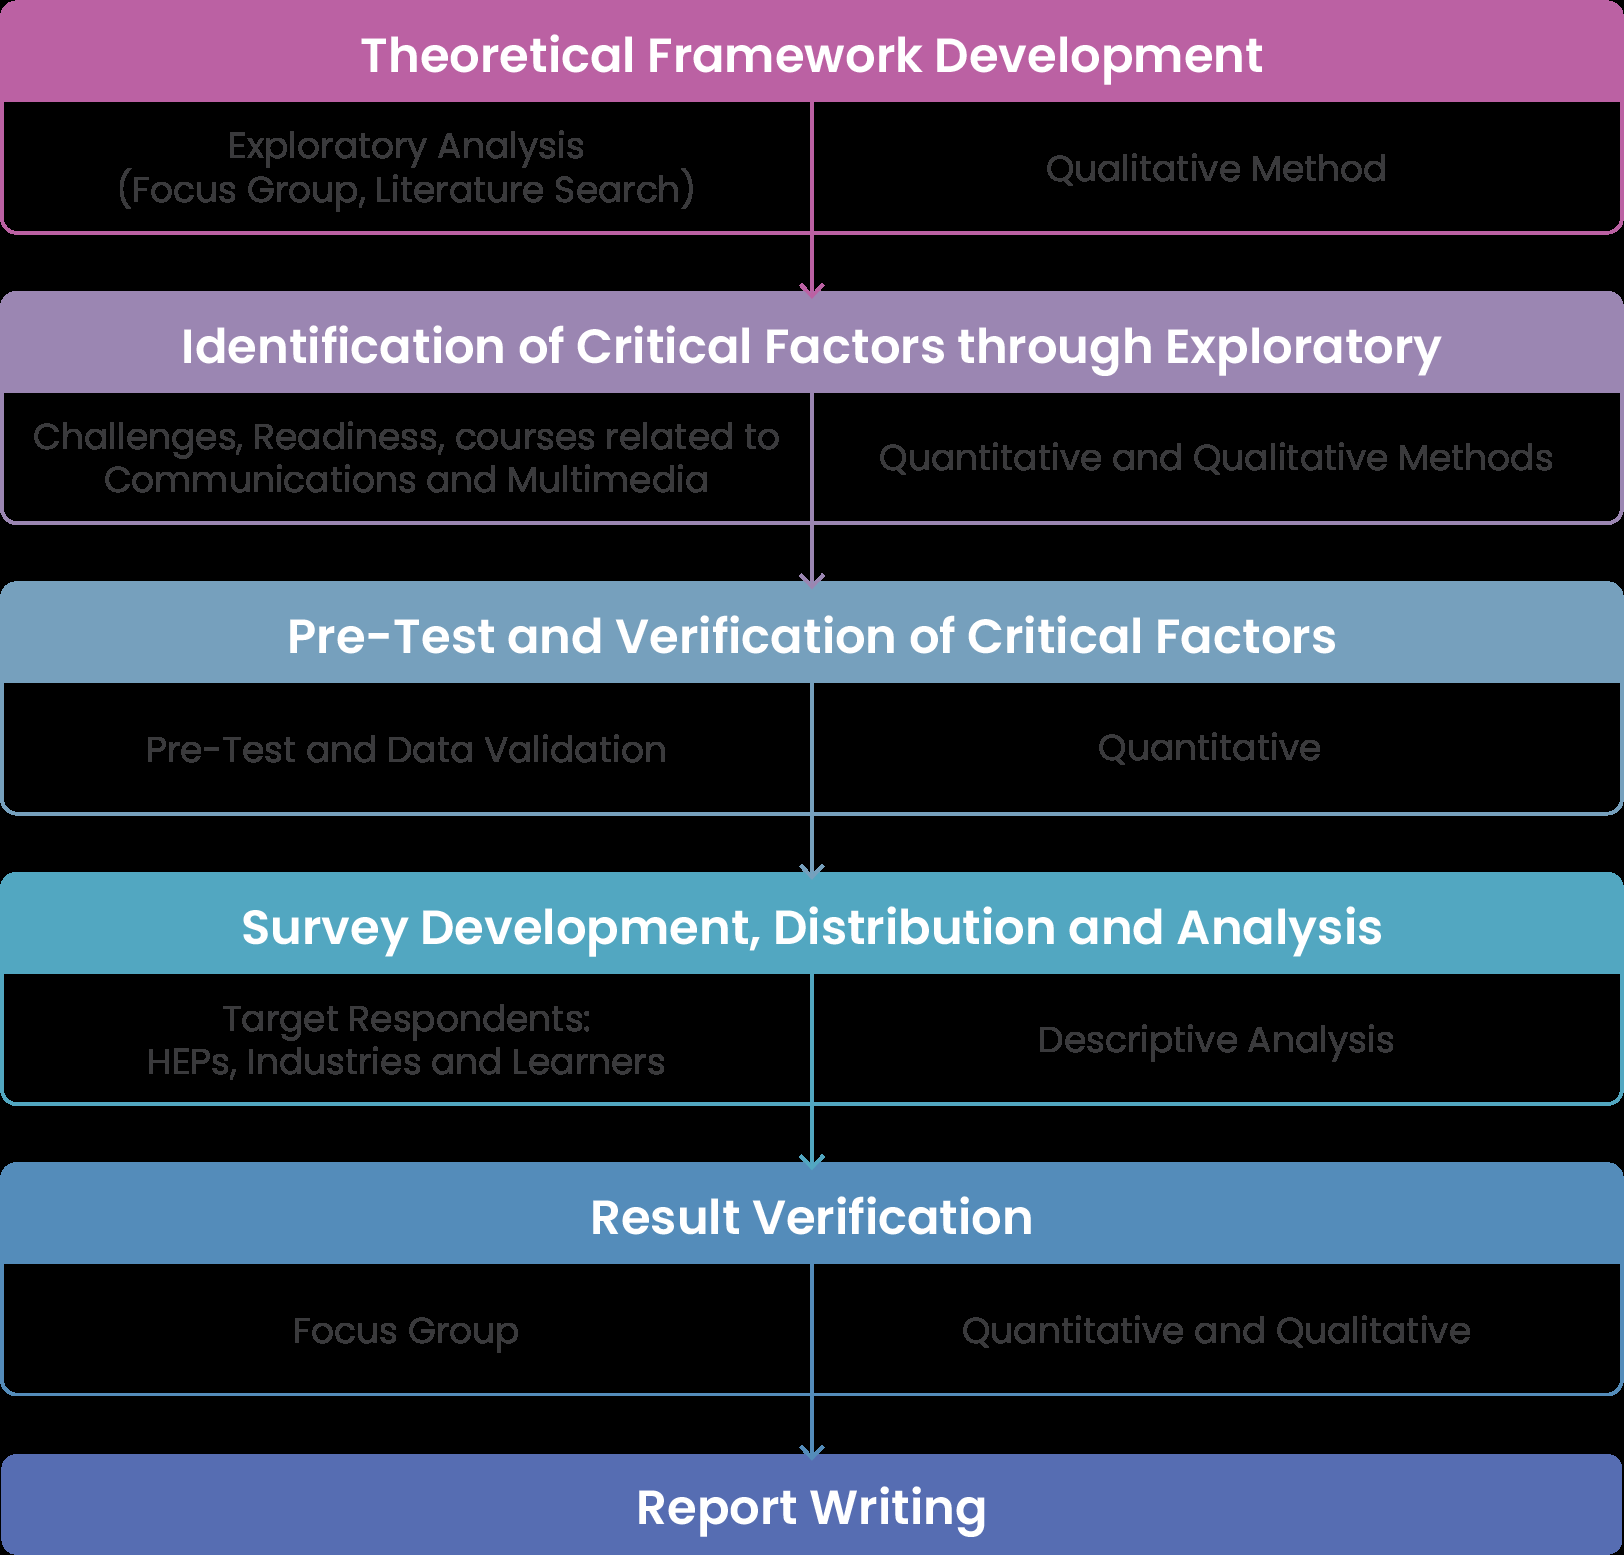 Theoretical Framework Development
Exploratory Analysis
(Focus Group, Literature Search)
Qualitative Method
Identification of Critical Factors through Exploratory
Challenges, Readiness, courses related to
Communications and Multimedia
Quantitative and Qualitative Methods
Pre-Test and Verification of Critical Factors
Pre-Test and Data Validation
Quantitative
Survey Development, Distribution and Analysis
Target Respondents:
HEPs, Industries and Learners
Descriptive Analysis
Result Verification
Focus Group
Quantitative and Qualitative
Report Writing